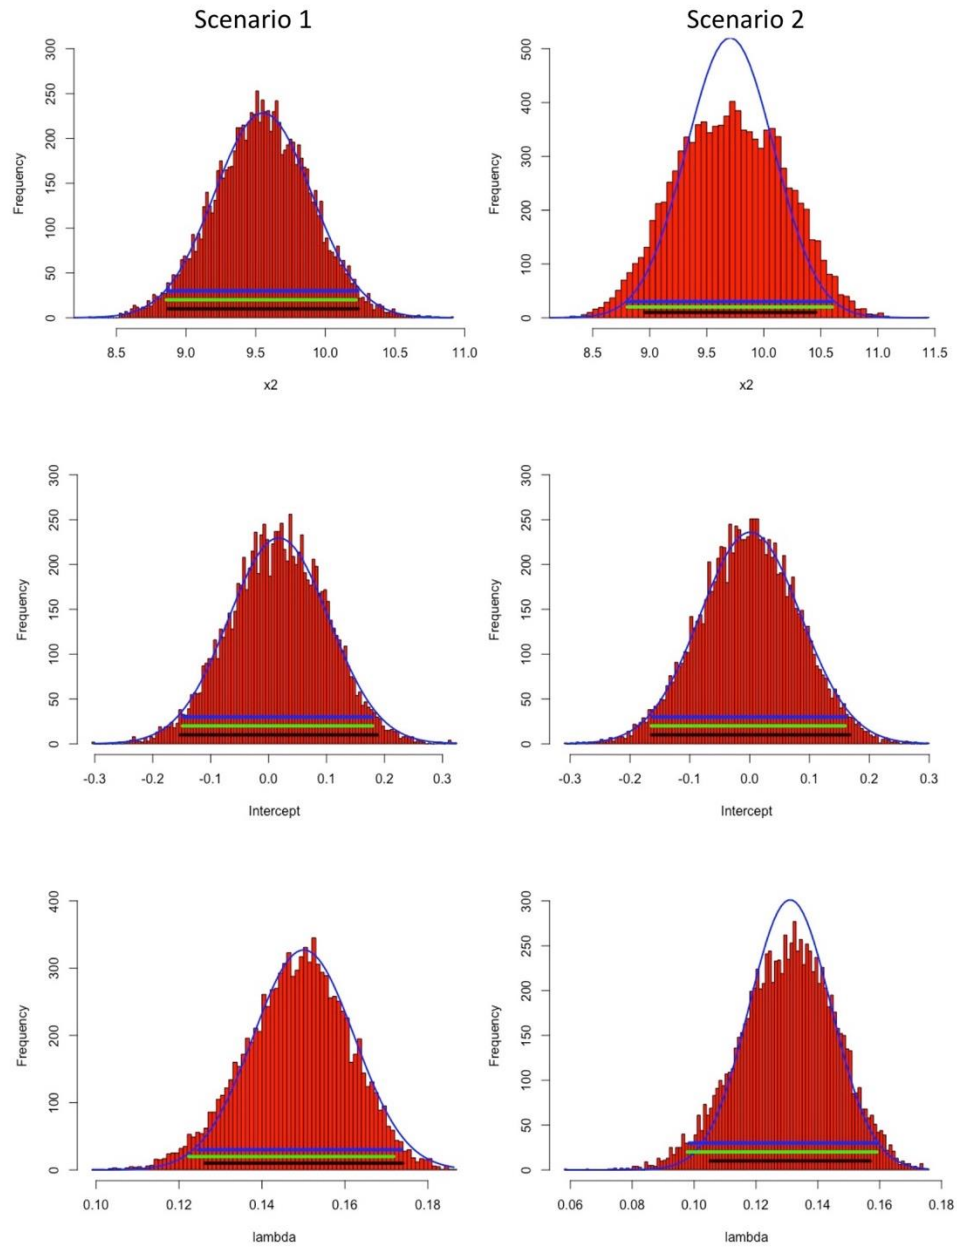 Scenario 1
Scenario 2
Frequency
0 50 100 150 200 250 300
8.5 9.0 9.5 10.0 10.5 11.0
x2
Frequency
0 100 200 300 400 500
8.5 9.0 9.5 10.0 10.5 11.0 11.5
x2
Frequency
0 50 100 150 200 250 300
-0.3 -0.2 -0.1 0.0 0.1 0.2 0.3
Intercept
Frequency
0 50 100 150 200 250 300
-0.3 -0.2 -0.1 0.0 0.1 0.2 0.3
Intercept
Frequency
0 100 200 300 400
0.10 0.12 0.14 0.16 0.18
lambda
Frequency
0 50 100 150 200 250 300
0.06 0.08 0.10 0.12 0.14 0.16 0.18
lambda